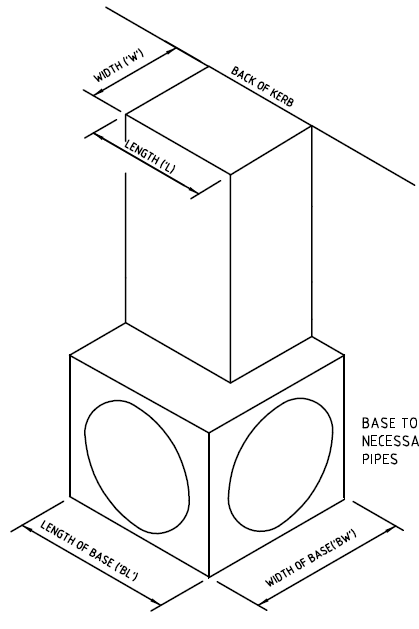 WIDTH ('W')
BACK OF KERB
LENGTH ('L)
BASE TO
NECESSA
PIPES
LENGTH OF BASE ('BL')
WIDTH OF BASE('BW')